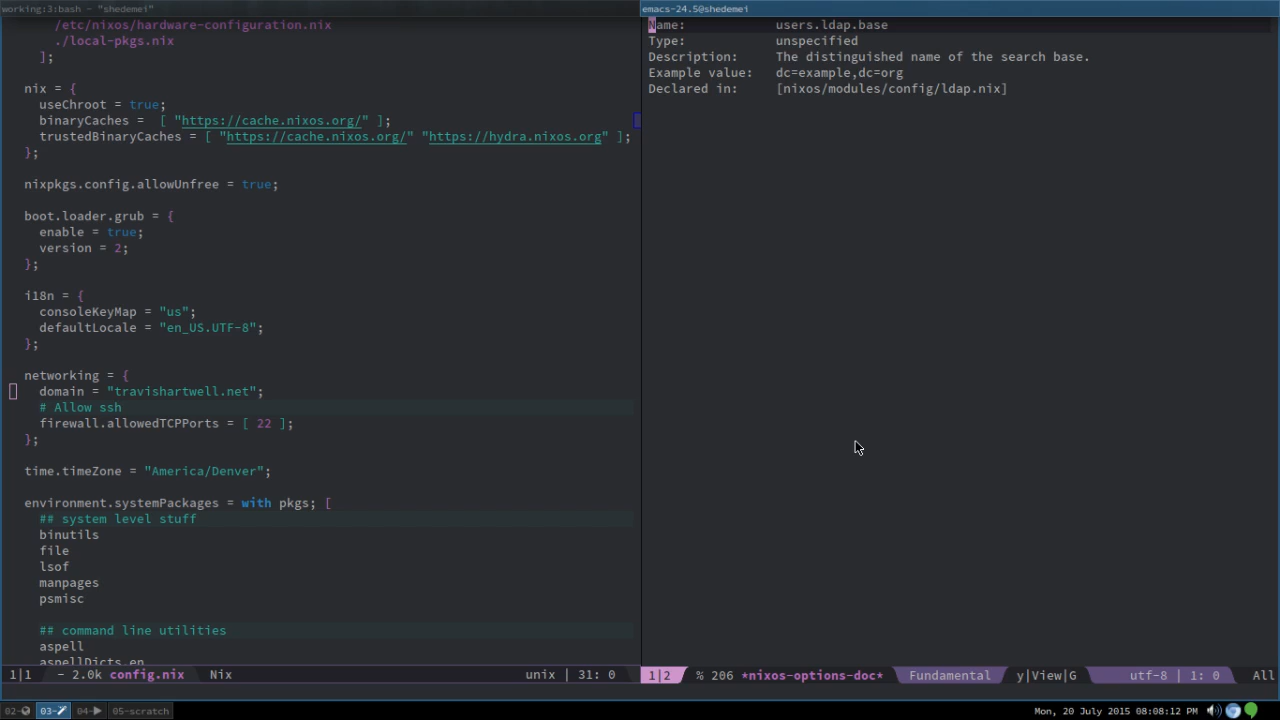 working:3:bash - "shedemei"
/etc/nixos/hardware-configuration.nix
./local-pkgs.nix
];
nix = {
useChroot = true;
binaryCaches =  [ "https://cache.nixos.org/" ];
trustedBinaryCaches = [ "https://cache.nixos.org/" "https://hydra.nixos.org" ];
};
nixpkgs.config.allowUnfree = true;
boot.loader.grub = {
enable = true;
version = 2;
};
i18n = {
consoleKeyMap = "us";
defaultLocale = "en_US.UTF-8";
};
networking = {
domain = "travishartwell.net";
# Allow ssh
firewall.allowedTCPPorts = [ 22 ];
};
time.timeZone = "America/Denver";
environment.systemPackages = with pkgs; [
## system level stuff
binutils
file
lsof
manpages
psmisc
## command line utilities
aspell
aspellDicts.en
1|1 - 2.0k config.nix Nix unix | 31: 0
emacs-24.5@shedemei
Name: users.ldap.base
Type: unspecified
Description: The distinguished name of the search base.
Example value: dc=example,dc=org
Declared in: [nixos/modules/config/ldap.nix]
1|2 % 206 *nixos-options-doc* Fundamental y|View|G utf-8 | 1: 0 All
02- 03- 04- 05-scratch Mon, 20 July 2015 08:08:12 PM